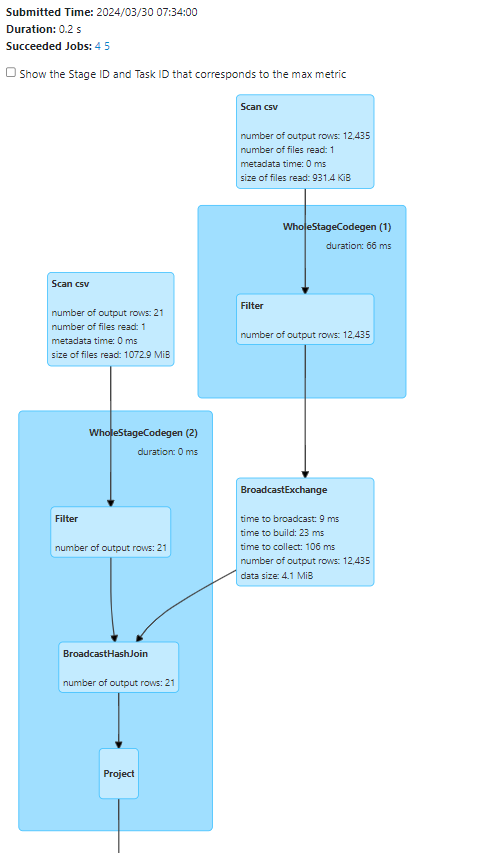 Submitted Time: 2024/03/30 07:34:00
Duration: 0.2 s
Succeeded Jobs: 4 5
Show the Stage ID and Task ID that corresponds to the max metric
Scan csv
number of output rows: 12,435
number of files read: 1
metadata time: 0 ms
size of files read: 931.4 KiB
WholeStageCodegen (1)
duration: 66 ms
Filter
number of output rows: 12,435
Scan csv
number of output rows: 21
number of files read: 1
metadata time: 0 ms
size of files read: 1072.9 MiB
WholeStageCodegen (2)
duration: 0 ms
Filter
number of output rows: 21
BroadcastExchange
time to broadcast: 9 ms
time to build: 23 ms
time to collect: 106 ms
number of output rows: 12,435
data size: 4.1 MiB
BroadcastHashJoin
number of output rows: 21
Project